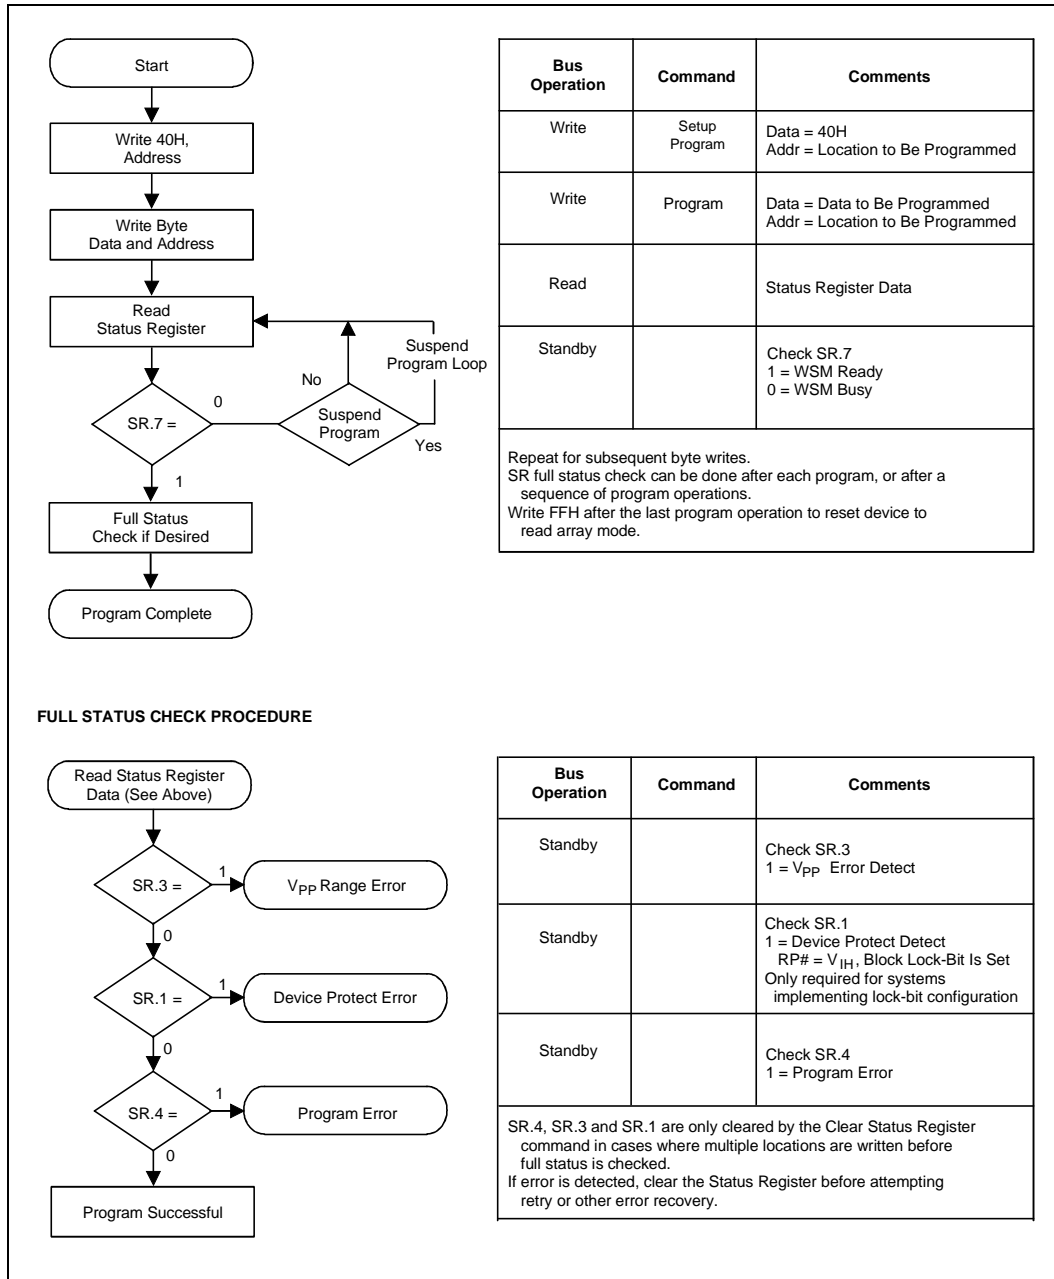 Start
Write 40H,
Address
Write Byte
Data and Address
Read
Status Register
SR.7 =
0
1
No
Suspend
Program
Yes
Suspend
Program Loop
Full Status
Check if Desired
Program Complete
Bus
Operation
Command
Comments
Write
Setup
Program
Data = 40H
Addr = Location to Be Programmed
Write
Program
Data = Data to Be Programmed
Addr = Location to Be Programmed
Read
Status Register Data
Standby
Check SR.7
1 = WSM Ready
0 = WSM Busy
Repeat for subsequent byte writes.
SR full status check can be done after each program, or after a
sequence of program operations.
Write FFH after the last program operation to reset device to
read array mode.
FULL STATUS CHECK PROCEDURE
Read Status Register
Data (See Above)
SR.3 =
1
VPP Range Error
0
SR.1 =
1
Device Protect Error
0
SR.4 =
1
Program Error
0
Program Successful
Bus
Operation
Command
Comments
Standby
Check SR.3
1 = VPP Error Detect
Standby
Check SR.1
1 = Device Protect Detect
RP# = VIH, Block Lock-Bit Is Set
Only required for systems
implementing lock-bit configuration
Standby
Check SR.4
1 = Program Error
SR.4, SR.3 and SR.1 are only cleared by the Clear Status Register
command in cases where multiple locations are written before
full status is checked.
If error is detected, clear the Status Register before attempting
retry or other error recovery.